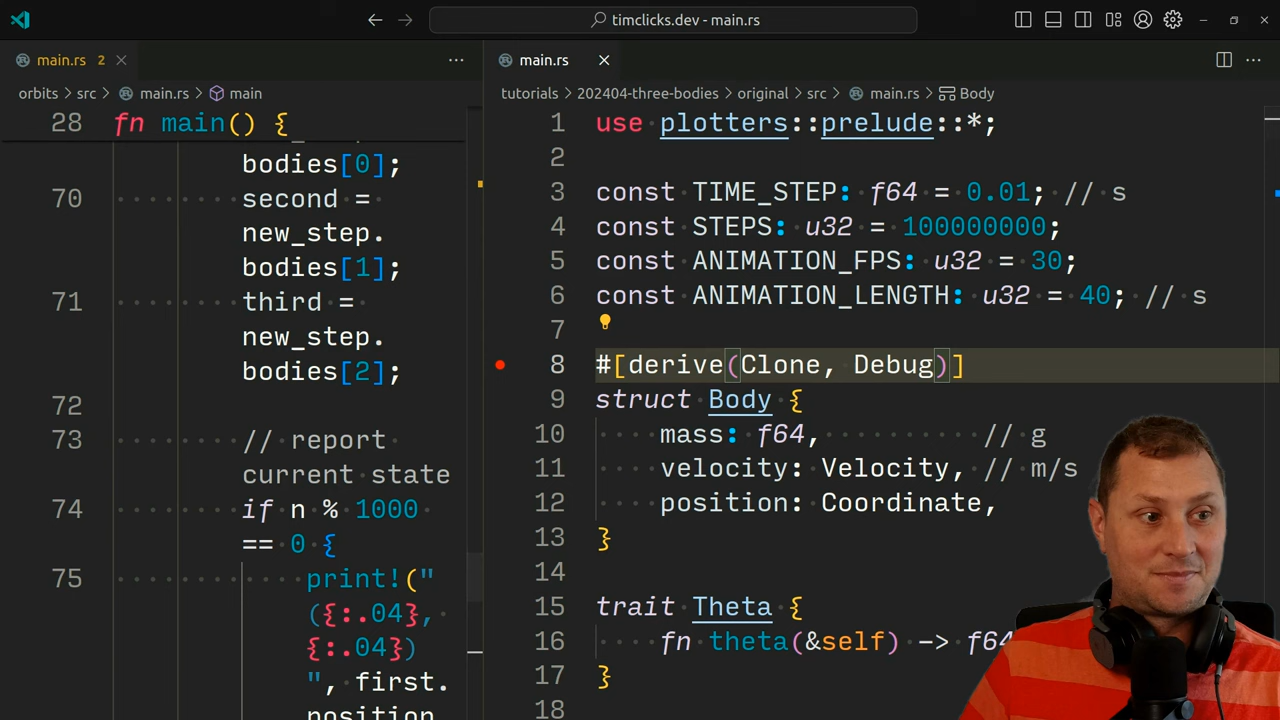 timclicks.dev - main.rs
main.rs 2
orbits > src > main.rs > main
28 fn main() {
bodies[0];
70 second =
new_step.
bodies[1];
71 third =
new_step.
bodies[2];
72
73 // report
current state
74 if n % 1000
== 0 {
75 print!("
({:.04},
{:.04})
", first.
position
main.rs
tutorials > 202404-three-bodies > original > src > main.rs > Body
1 use plotters::prelude::*;
2
3 const TIME_STEP: f64 = 0.01; // s
4 const STEPS: u32 = 100000000;
5 const ANIMATION_FPS: u32 = 30;
6 const ANIMATION_LENGTH: u32 = 40; // s
7
8 #[derive(Clone, Debug)]
9 struct Body {
10 mass: f64, // g
11 velocity: Velocity, // m/s
12 position: Coordinate,
13 }
14
15 trait Theta {
16 fn theta(&self) -> f64
17 }
18